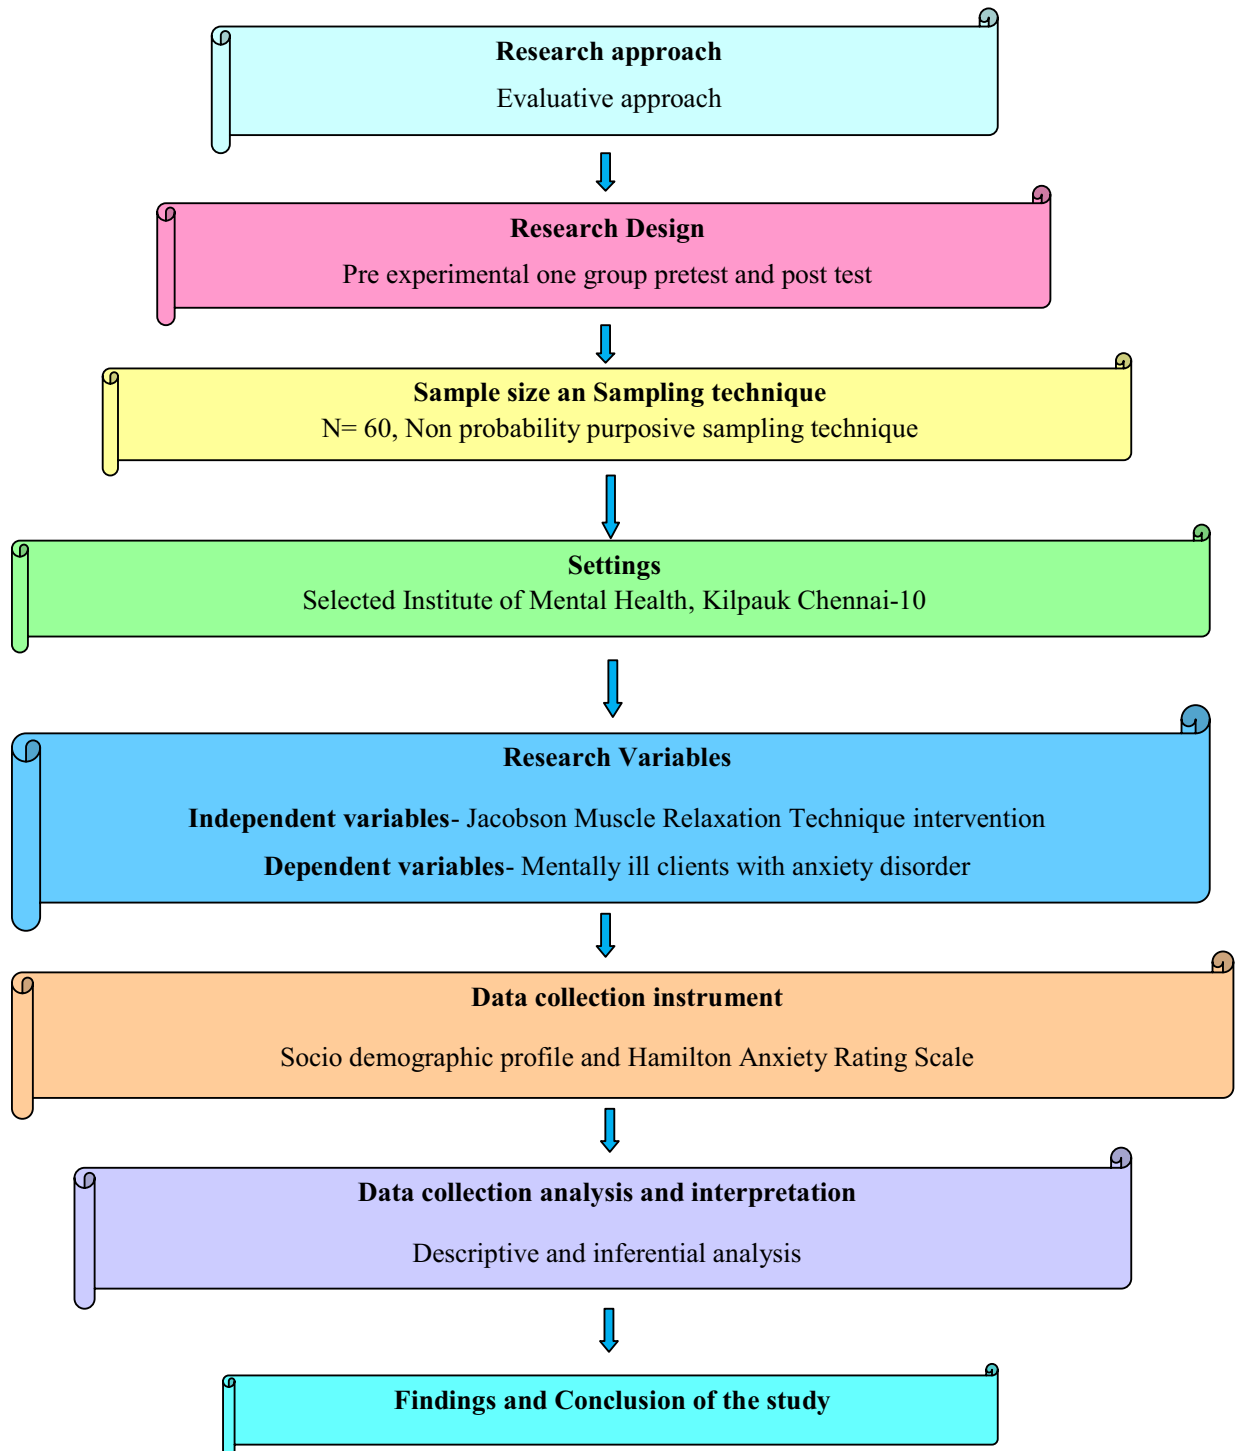 Research approach
Evaluative approach
Research Design
Pre experimental one group pretest and post test
Sample size an Sampling technique
N= 60, Non probability purposive sampling technique
Settings
Selected Institute of Mental Health, Kilpauk Chennai-10
Research Variables
Independent variables- Jacobson Muscle Relaxation Technique intervention
Dependent variables- Mentally ill clients with anxiety disorder
Data collection instrument
Socio demographic profile and Hamilton Anxiety Rating Scale
Data collection analysis and interpretation
Descriptive and inferential analysis
Findings and Conclusion of the study